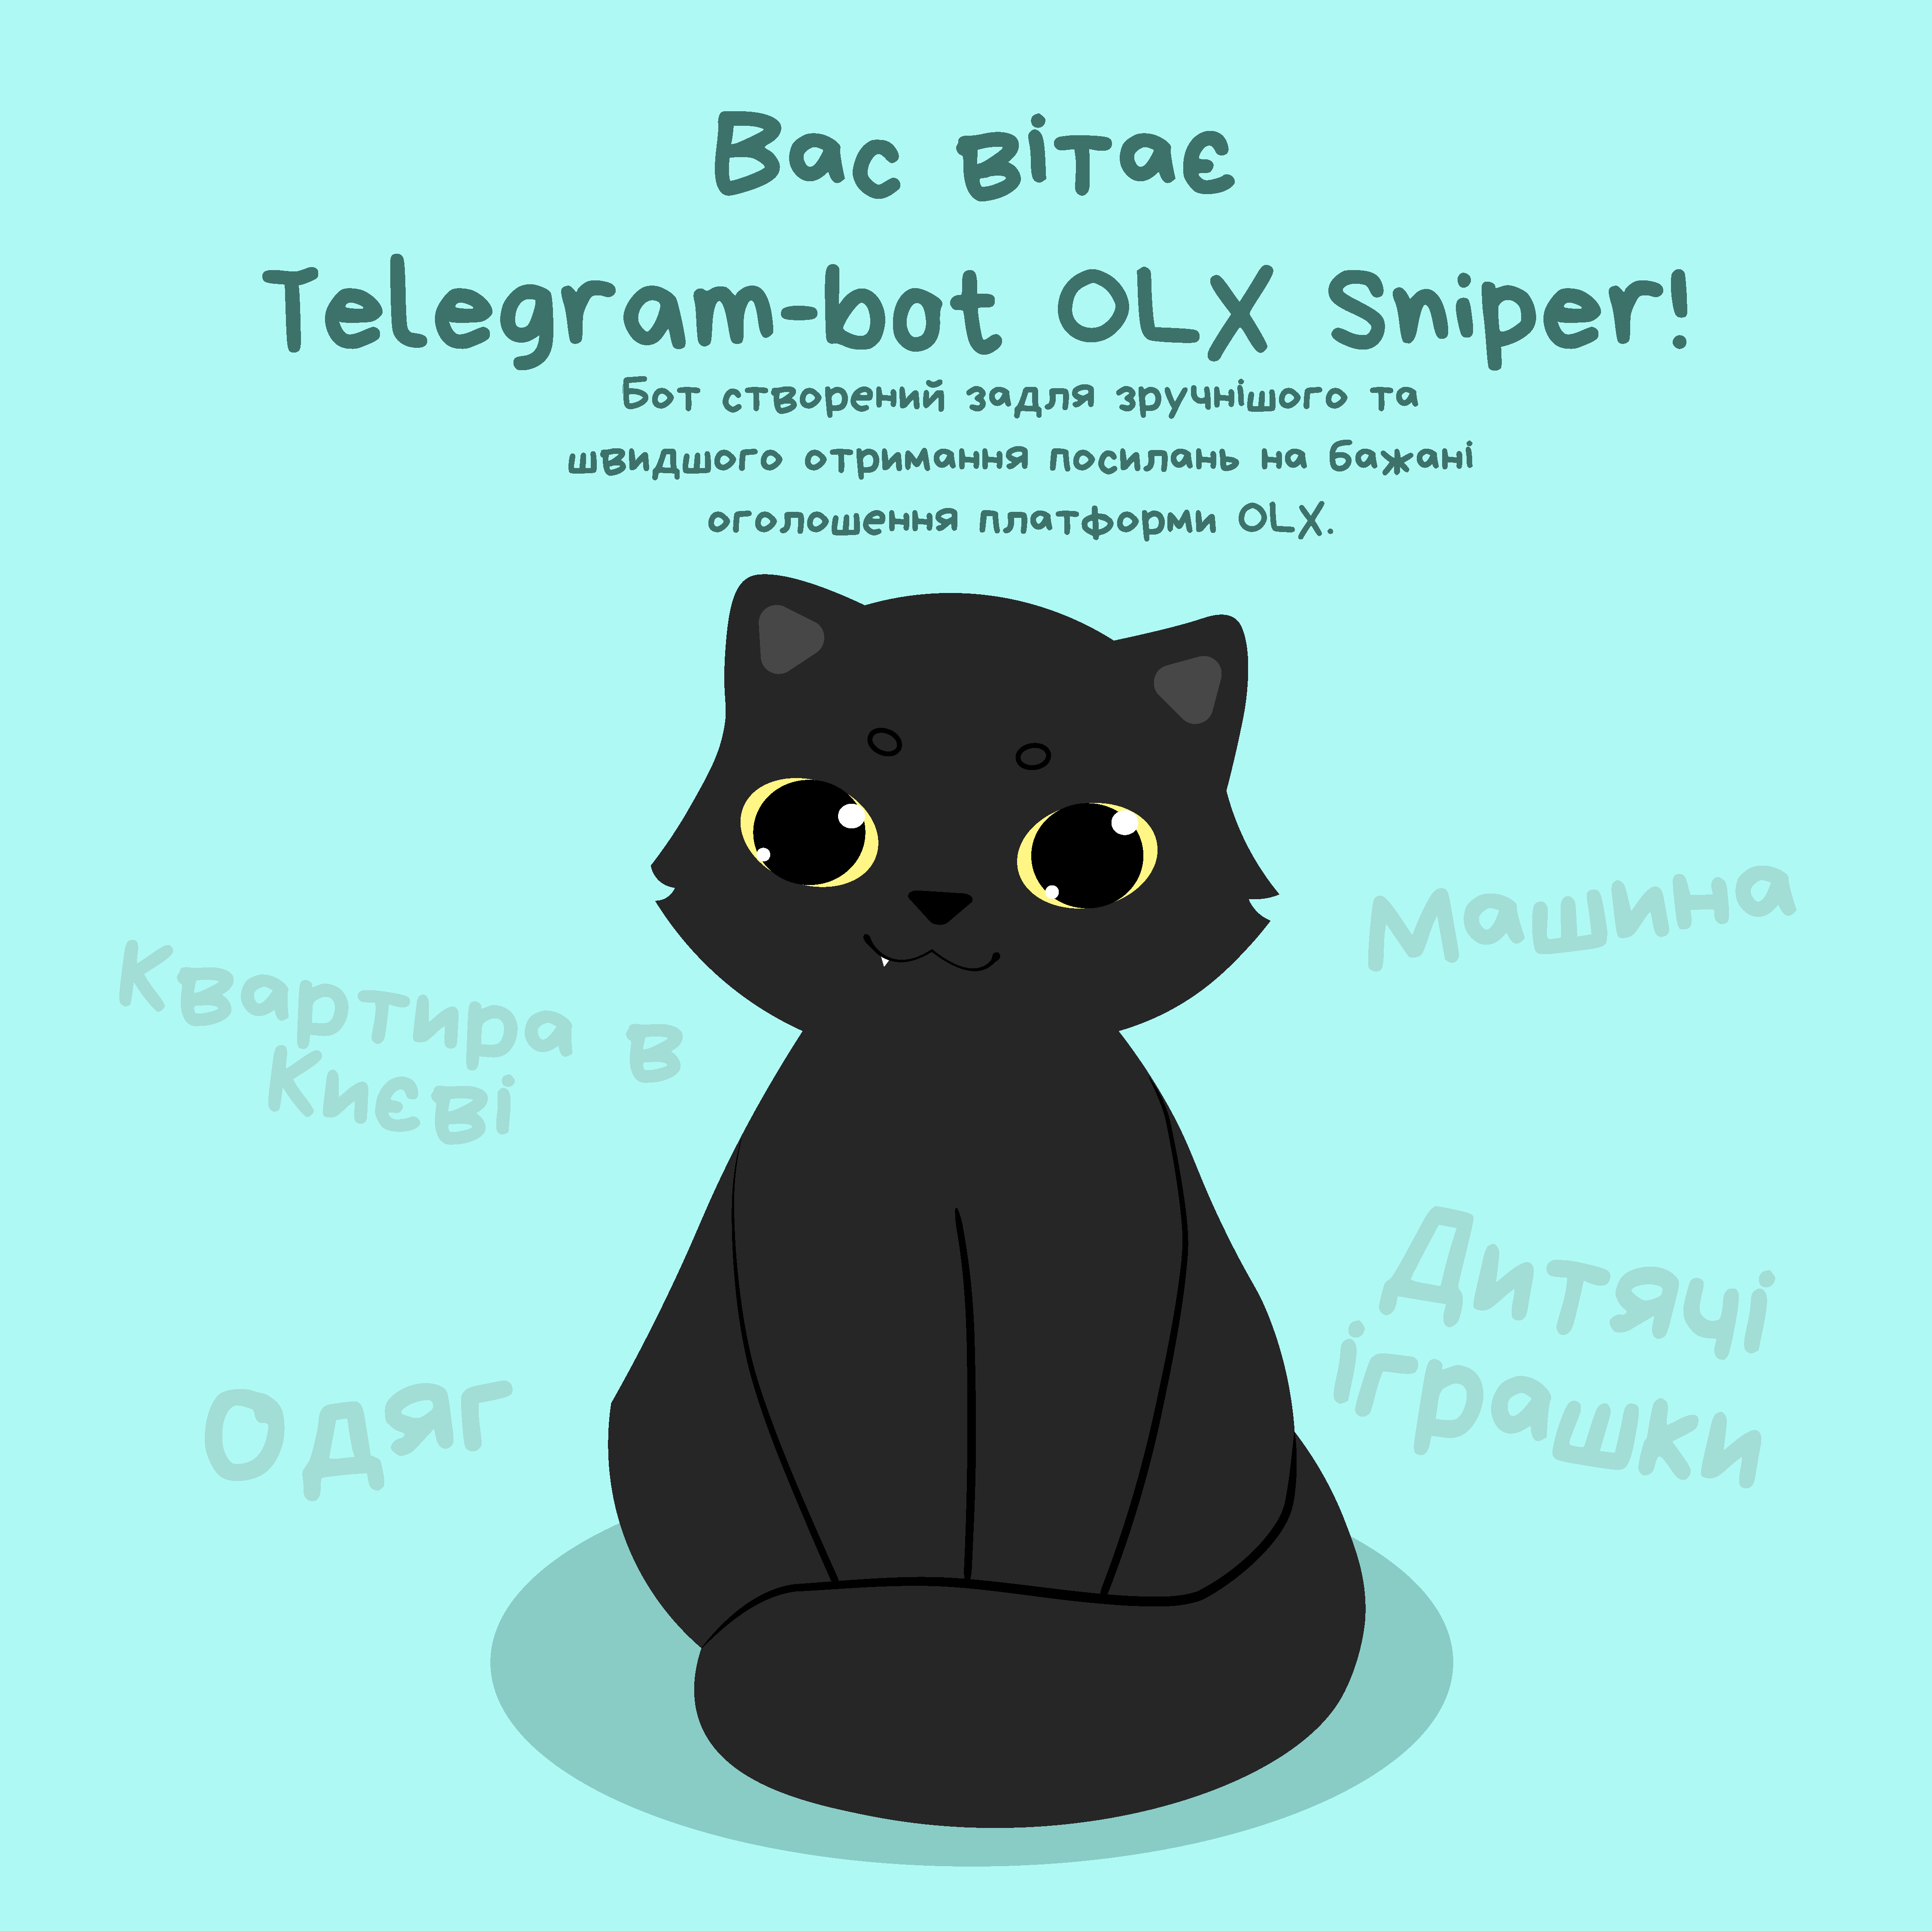 Вас вітає
Telegram-bot OLX Sniper!
Бот створений задля зручнішого та
швидшого отримання посилань на бажані
оголошення платформи OLX.
Машина
Квартира в
Києві
Дитячі
іграшки
Одяг